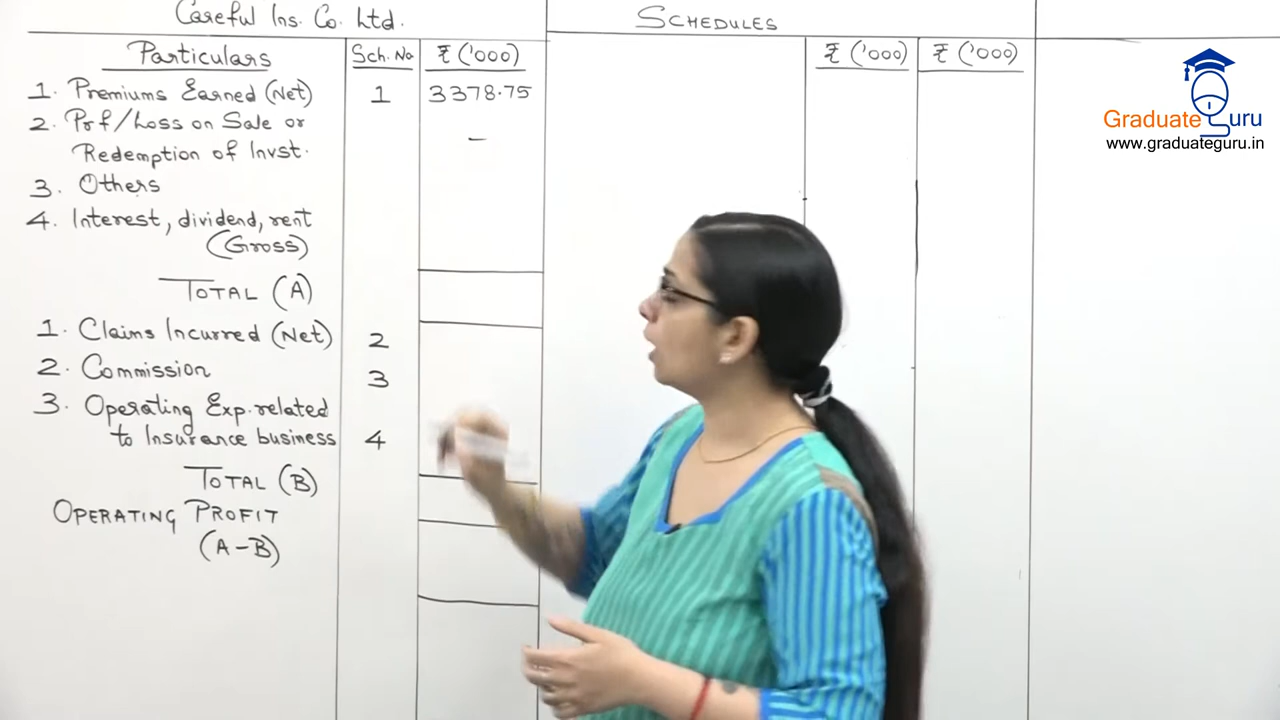 Careful Ins. Co. Ltd.
Particulars
Sch. No
₹ ('000)
1. Premiums Earned (Net)
1
3378.75
2. Prf/Loss on Sale or
Redemption of Invst.
–
3. Others
4. Interest, dividend, rent
(Gross)
TOTAL (A)
1. Claims Incurred (Net)
2
2. Commission
3
3. Operating Exp. related
to Insurance business
4
TOTAL (B)
OPERATING PROFIT
(A-B)
SCHEDULES
₹ ('000)
₹ ('000)
Graduate Guru
www.graduateguru.in